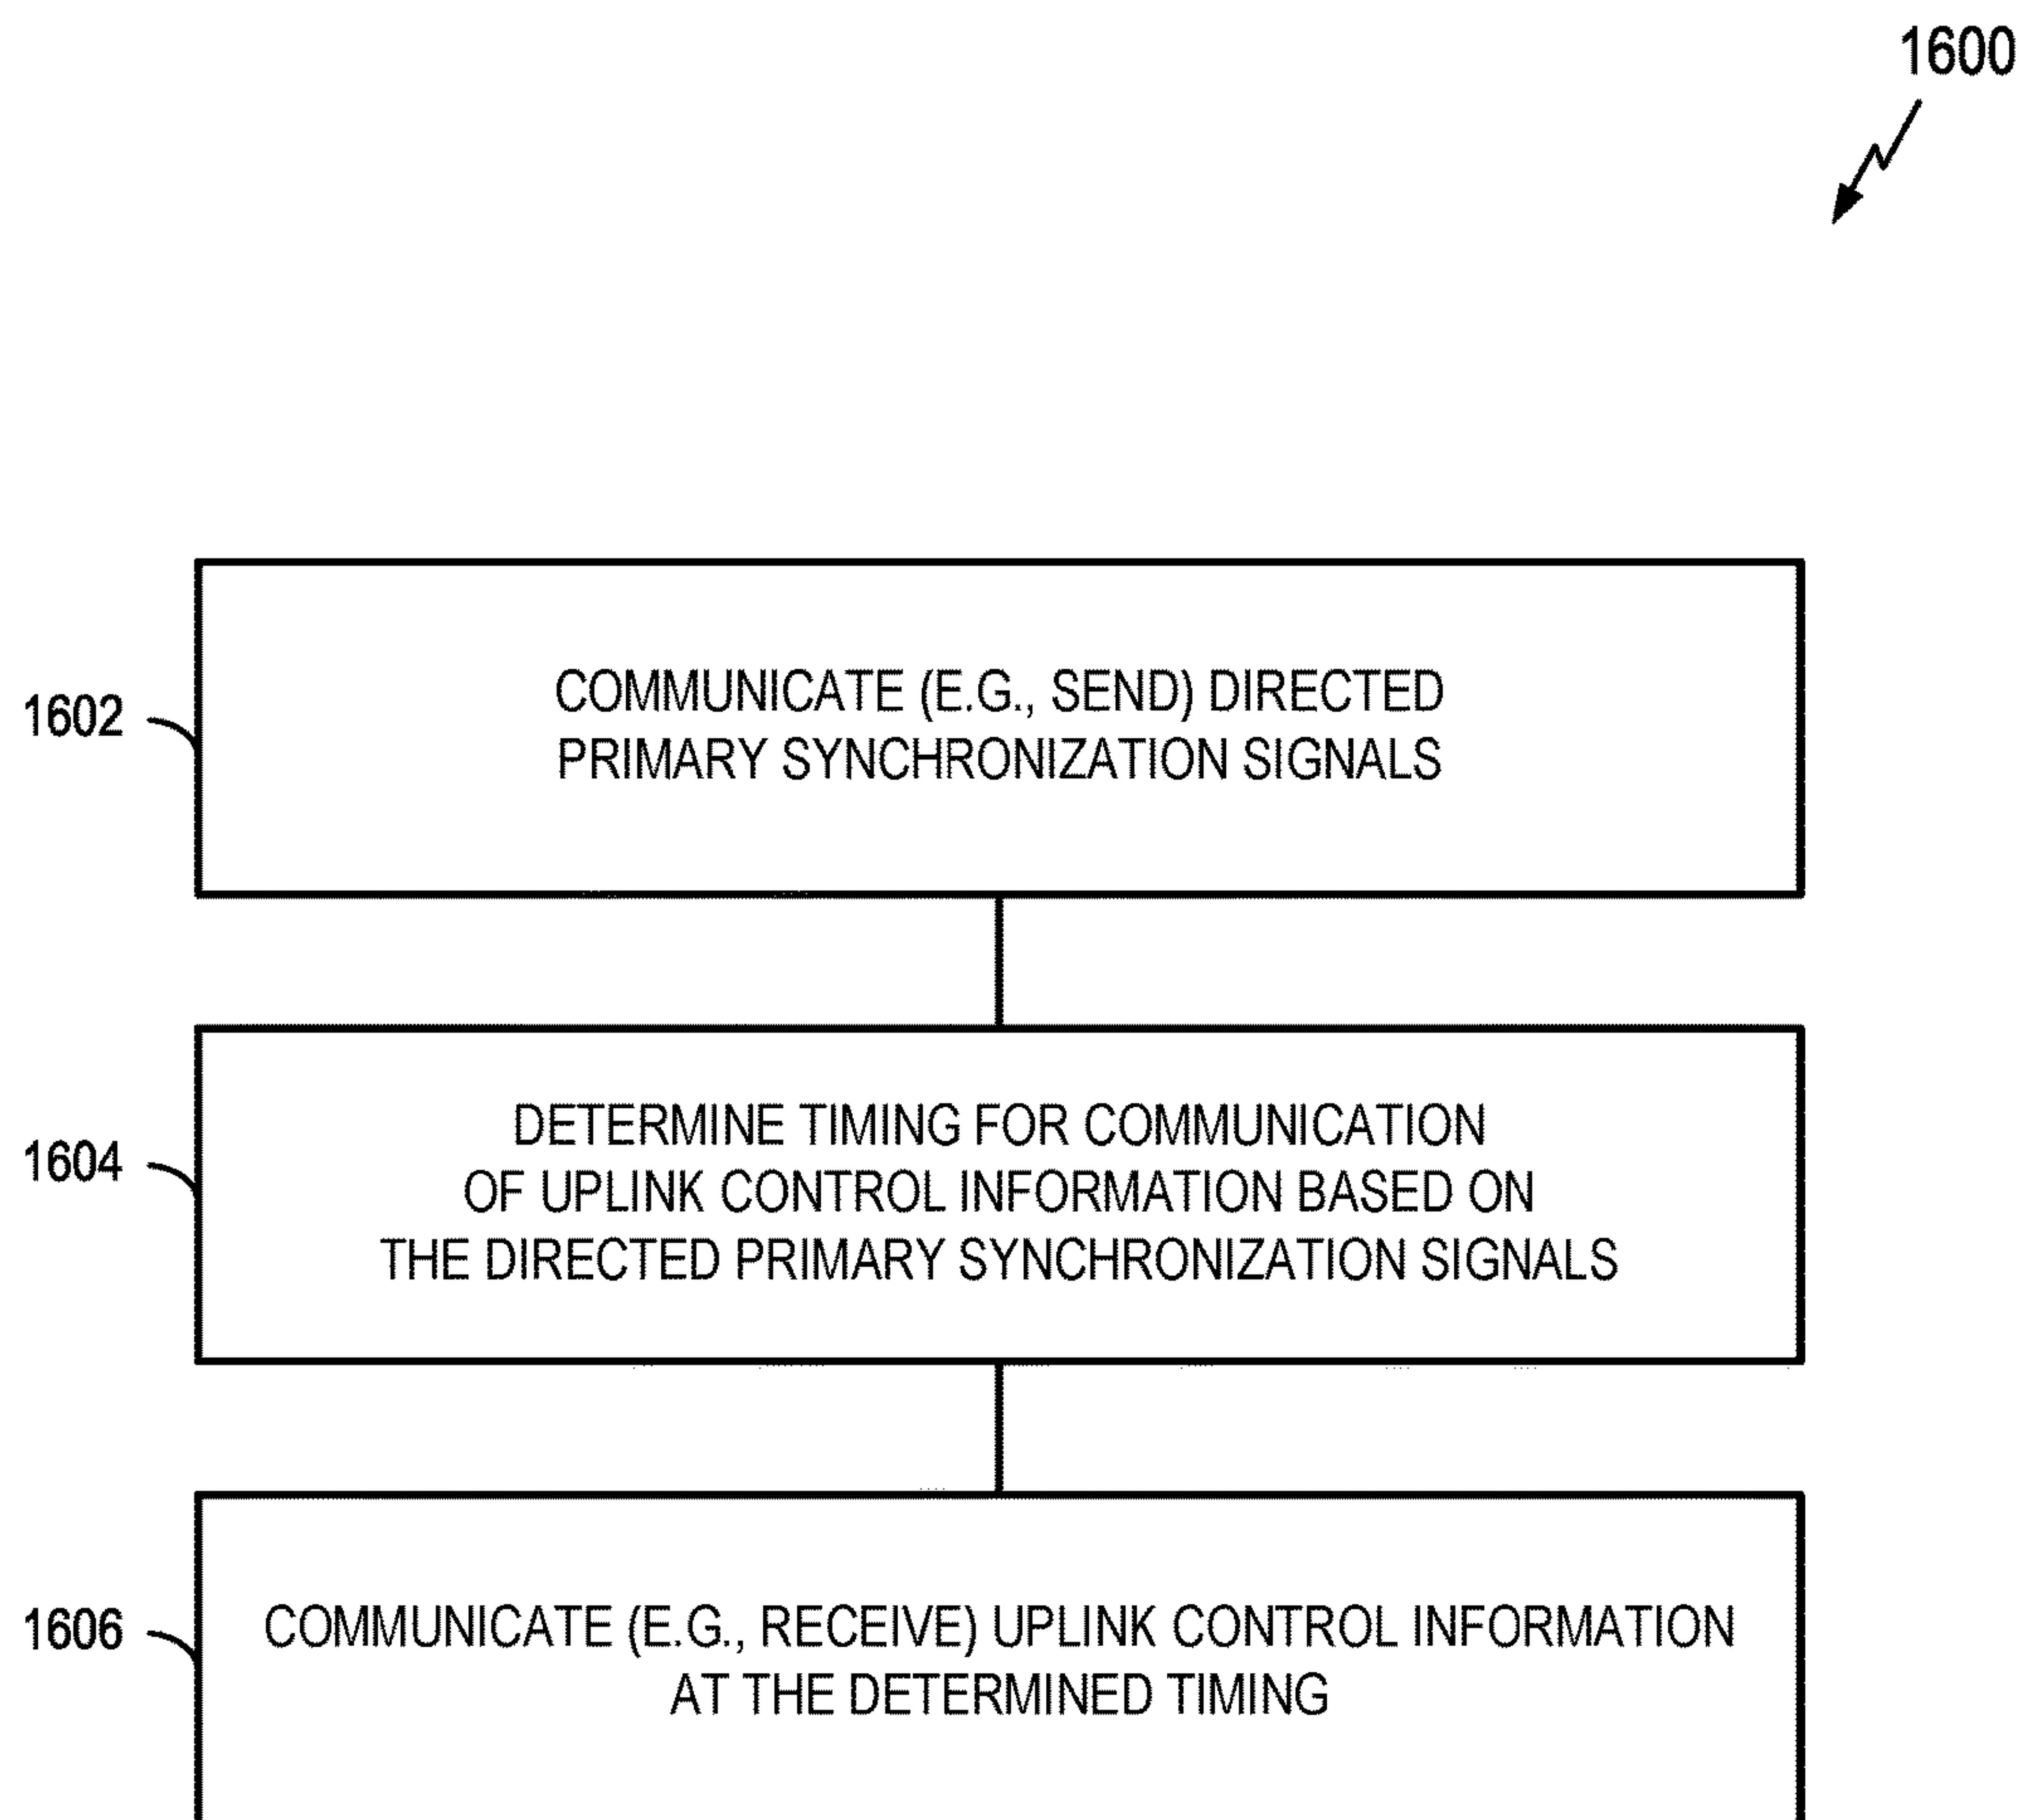 1600
1602
COMMUNICATE (E.G., SEND) DIRECTED
PRIMARY SYNCHRONIZATION SIGNALS
1604
DETERMINE TIMING FOR COMMUNICATION
OF UPLINK CONTROL INFORMATION BASED ON
THE DIRECTED PRIMARY SYNCHRONIZATION SIGNALS
1606
COMMUNICATE (E.G., RECEIVE) UPLINK CONTROL INFORMATION
AT THE DETERMINED TIMING